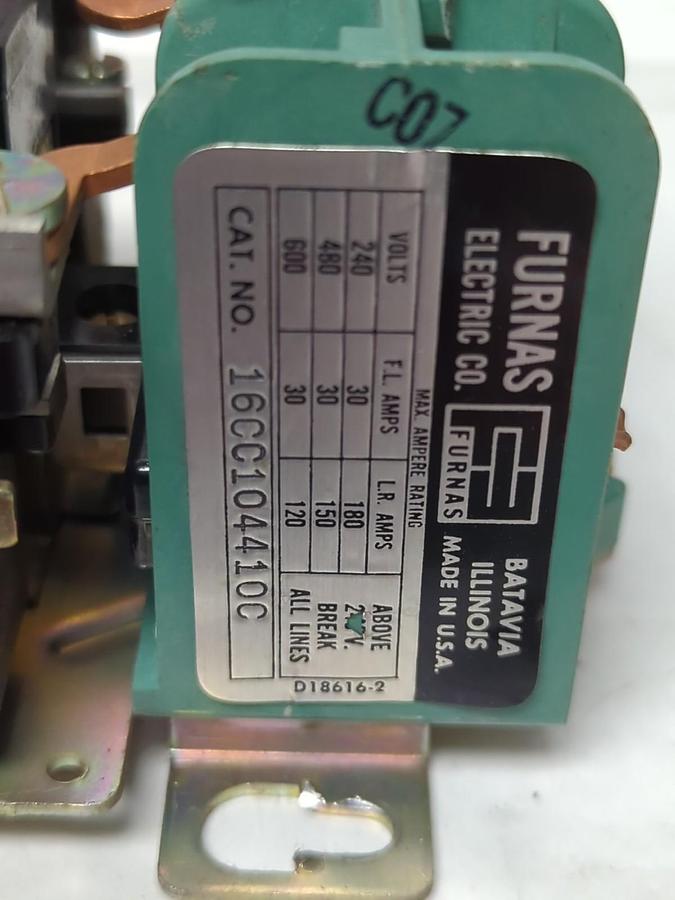 C07
FURNAS
ELECTRIC CO.
FURNAS
BATAVIA
ILLINOIS
MADE IN U.S.A.
MAX. AMPERE RATING
VOLTS F.L. AMPS L.R. AMPS ABOVE
240 30 180
480 30 150 BREAK
600 30 120 ALL LINES
CAT. NO. 16CC104410C
D18616-2